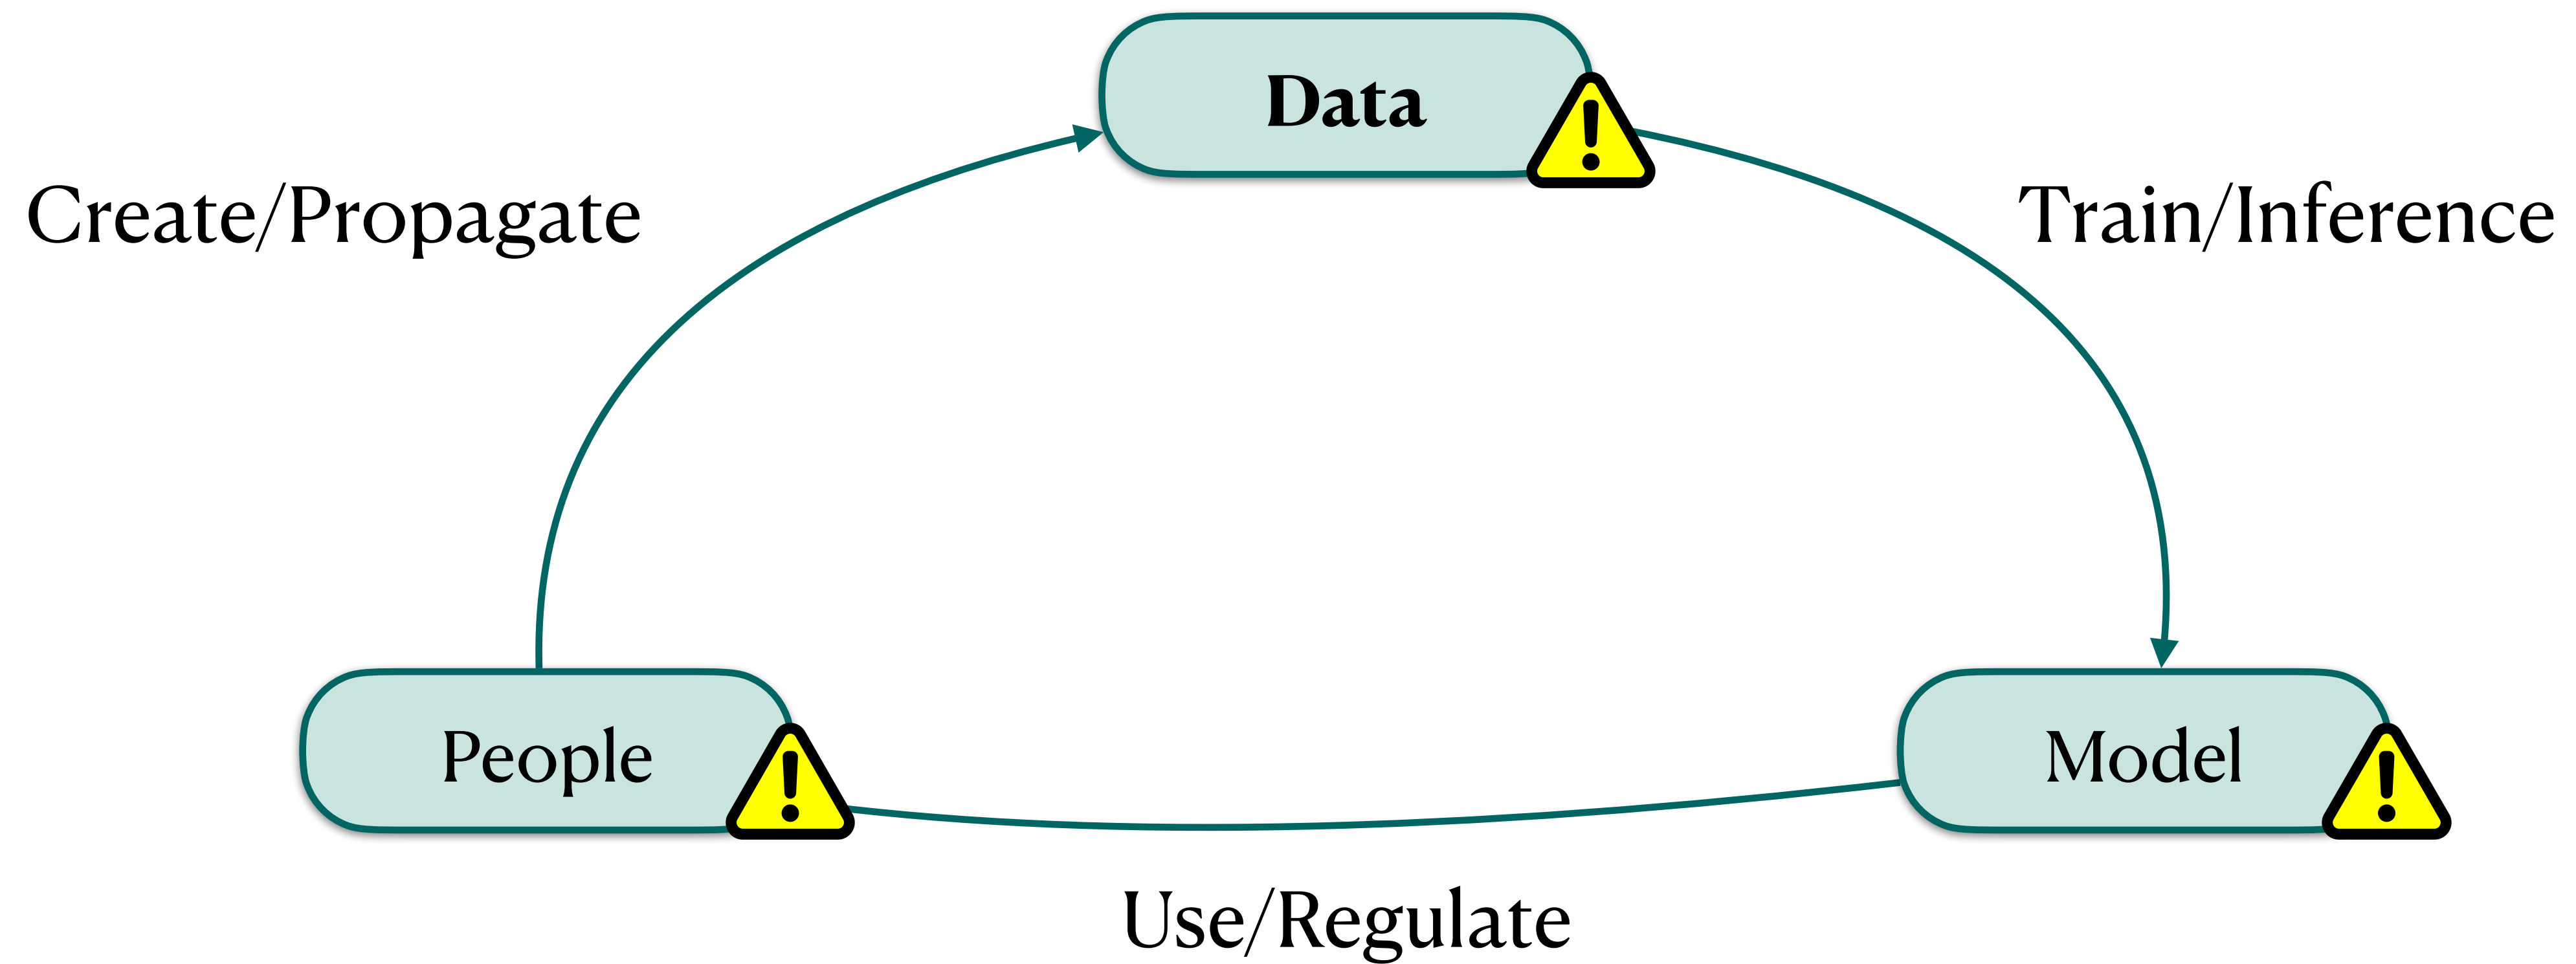 Data
Create/Propagate
Train/Inference
People
Model
Use/Regulate